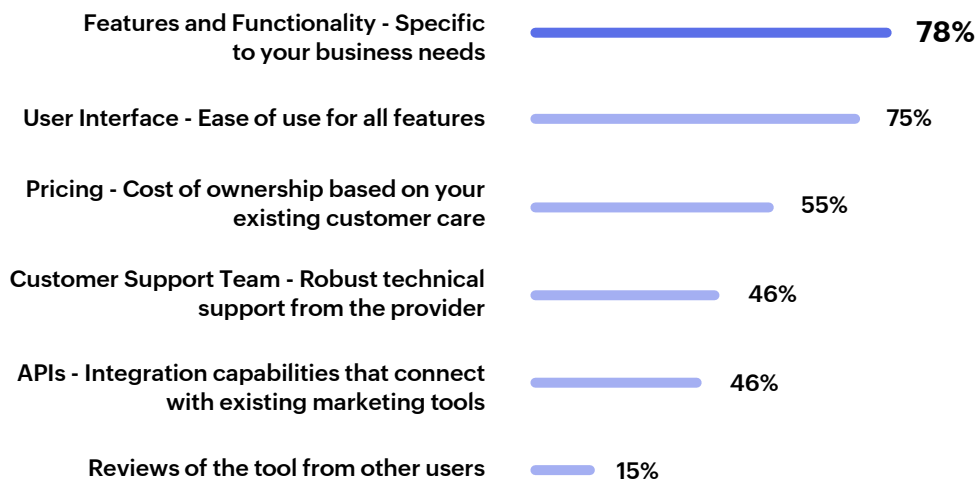 Features and Functionality - Specific
to your business needs
78%
User Interface - Ease of use for all features
75%
Pricing - Cost of ownership based on your
existing customer care
55%
Customer Support Team - Robust technical
support from the provider
46%
APIs - Integration capabilities that connect
with existing marketing tools
46%
Reviews of the tool from other users
15%